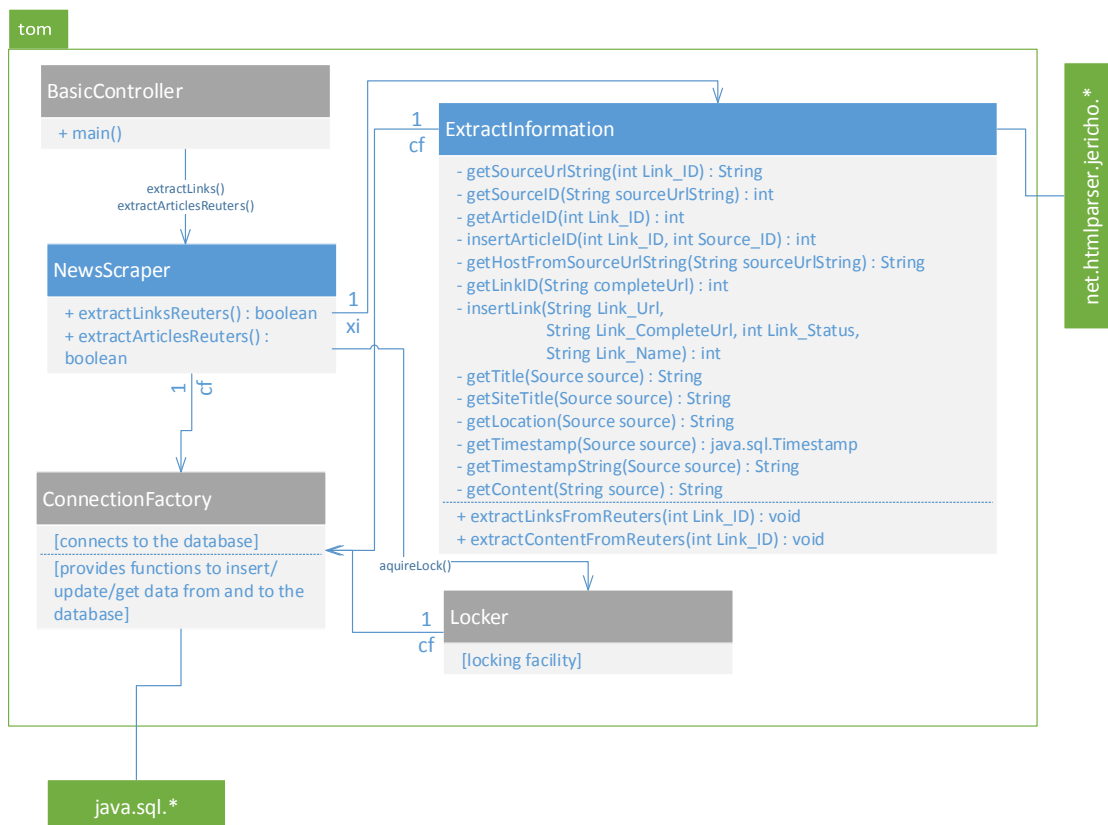 tom
BasicController
+ main()
extractLinks()
extractArticlesReuters()
NewsScraper
+ extractLinksReuters() : boolean
+ extractArticlesReuters() :
boolean
1
xi
1
cf
ConnectionFactory
[connects to the database]
[provides functions to insert/
update/get data from and to the
database]
1
cf
ExtractInformation
- getSourceUrlString(int Link_ID) : String
- getSourceID(String sourceUrlString) : int
- getArticleID(int Link_ID) : int
- insertArticleID(int Link_ID, int Source_ID) : int
- getHostFromSourceUrlString(String sourceUrlString) : String
- getLinkID(String completeUrl) : int
- insertLink(String Link_Url,
String Link_CompleteUrl, int Link_Status,
String Link_Name) : int
- getTitle(Source source) : String
- getSiteTitle(Source source) : String
- getLocation(Source source) : String
- getTimestamp(Source source) : java.sql.Timestamp
- getTimestampString(Source source) : String
- getContent(String source) : String
+ extractLinksFromReuters(int Link_ID) : void
+ extractContentFromReuters(int Link_ID) : void
aquireLock()
1
cf
Locker
[locking facility]
net.htmlparser.jericho.*
java.sql.*